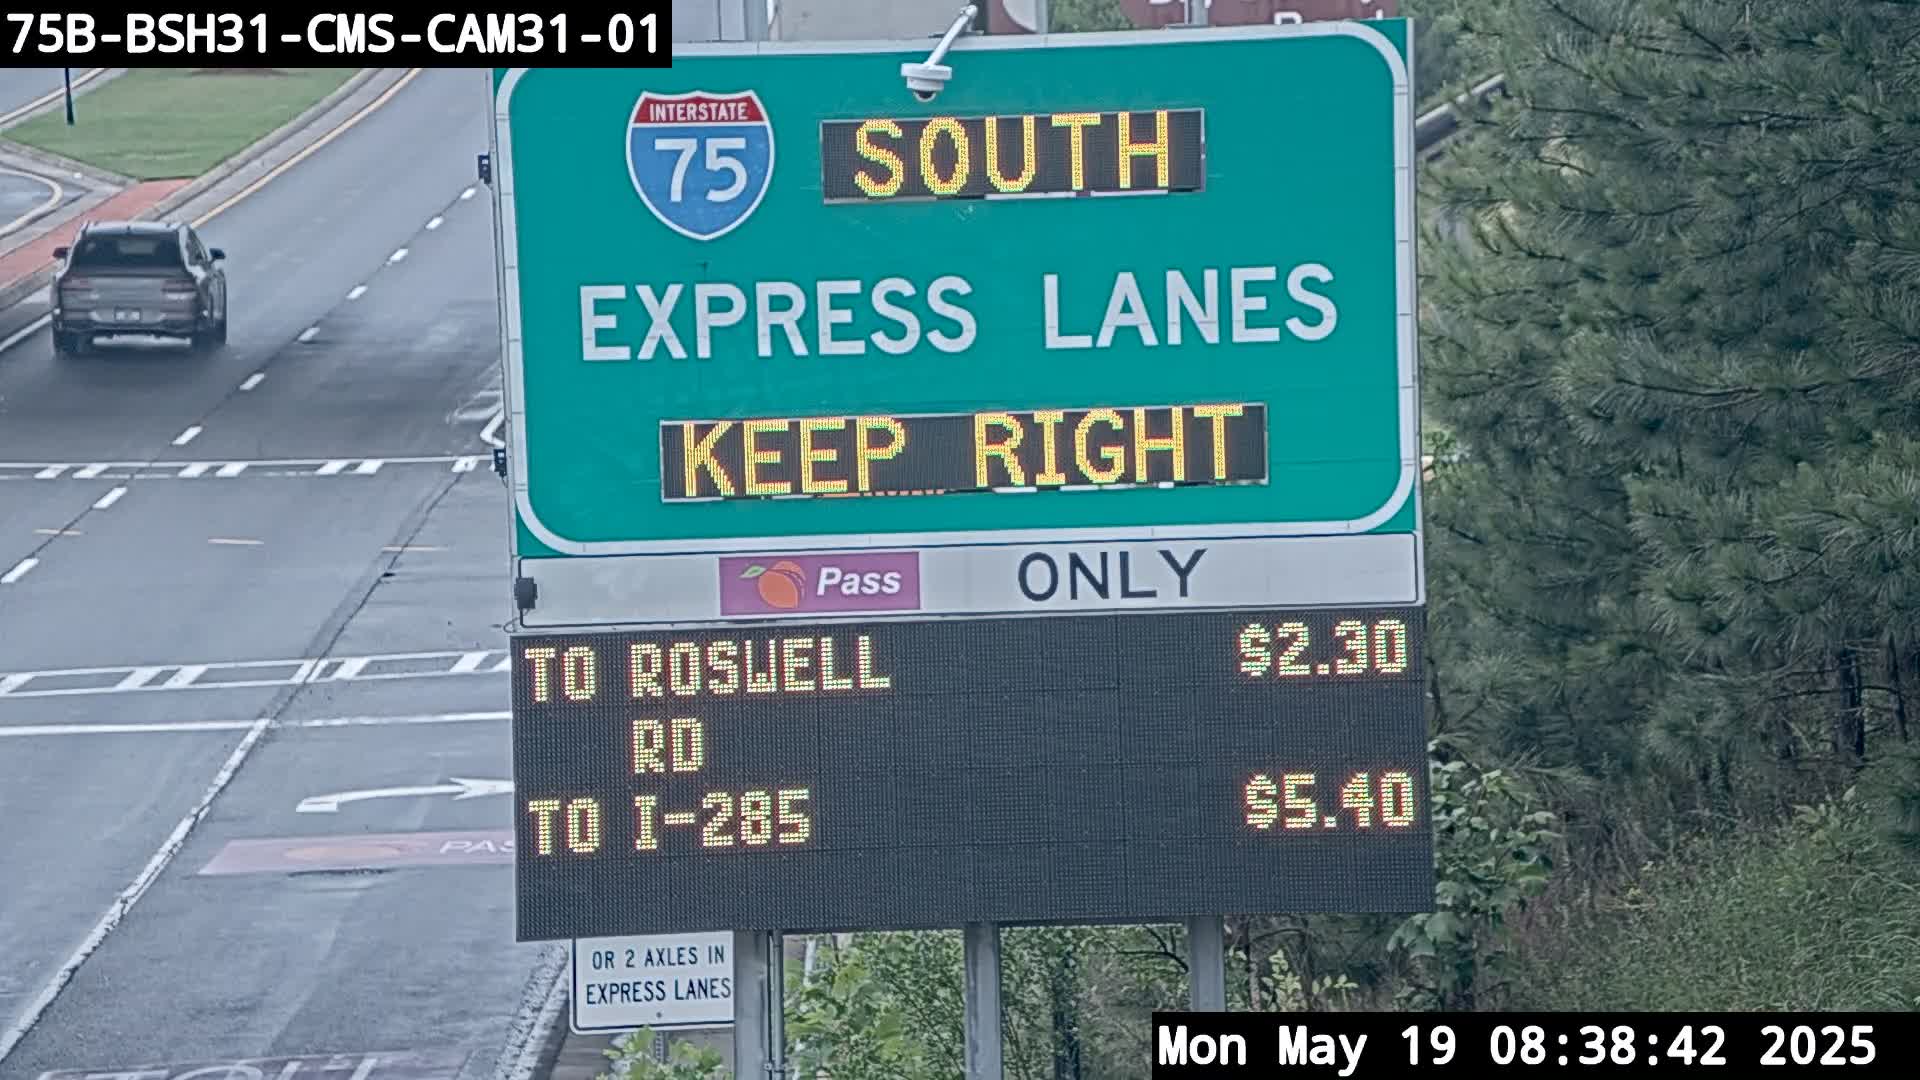 75B-BSH31-CMS-CAM31-01
INTERSTATE
75
SOUTH
EXPRESS LANES
KEEP RIGHT
Pass ONLY
TO ROSWELL $2.30
RD
TO I-285 $5.40
OR 2 AXLES IN
EXPRESS LANES
Mon May 19 08:38:42 2025